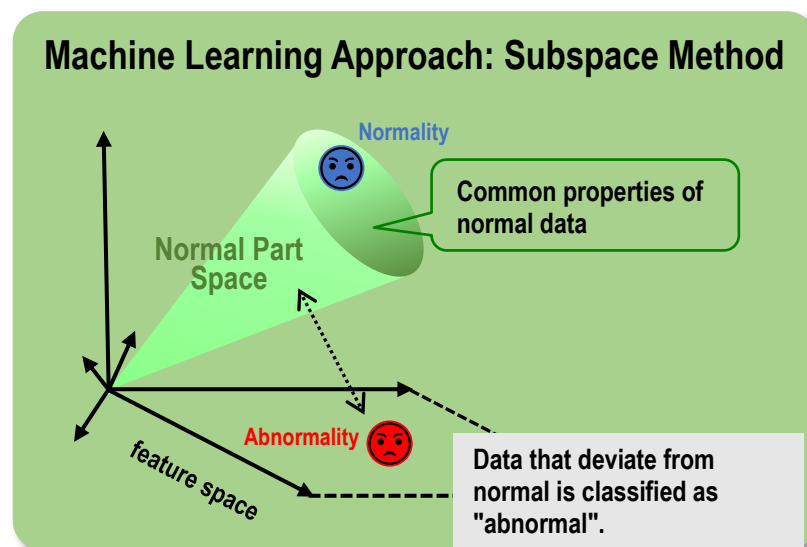 Machine Learning Approach: Subspace Method
Normality
Common properties of
normal data
Normal Part
Space
Abnormality
feature space
Data that deviate from
normal is classified as
"abnormal".